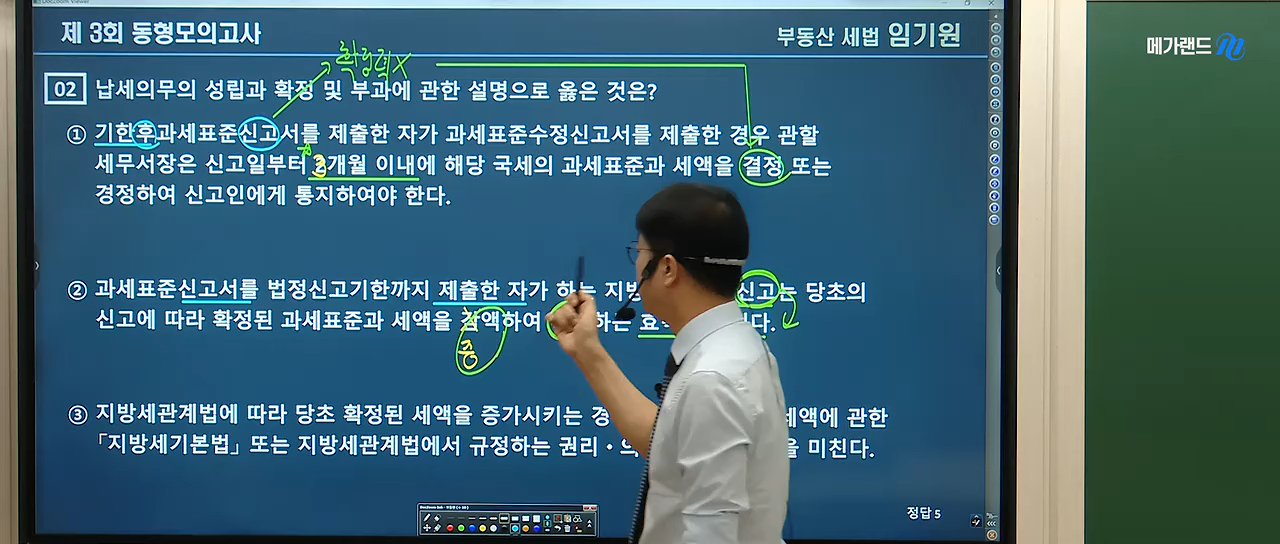 제 3회 동형모의고사
부동산 세법 임기원
메가랜드
확정력 X
02 납세의무의 성립과 확정 및 부과에 관한 설명으로 옳은 것은?
① 기한후과세표준신고서를 제출한 자가 과세표준수정신고서를 제출한 경우 관할
세무서장은 신고일부터 3개월 이내에 해당 국세의 과세표준과 세액을 결정 또는
경정하여 신고인에게 통지하여야 한다.
② 과세표준신고서를 법정신고기한까지 제출한 자가 하는 신고는 당초의
신고에 따라 확정된 과세표준과 세액을 감액하여 하는
증
③ 지방세관계법에 따라 당초 확정된 세액을 증가시키는 세액에 관한
「지방세기본법」 또는 지방세관계법에서 규정하는 권리·의 미친다.
정답 5